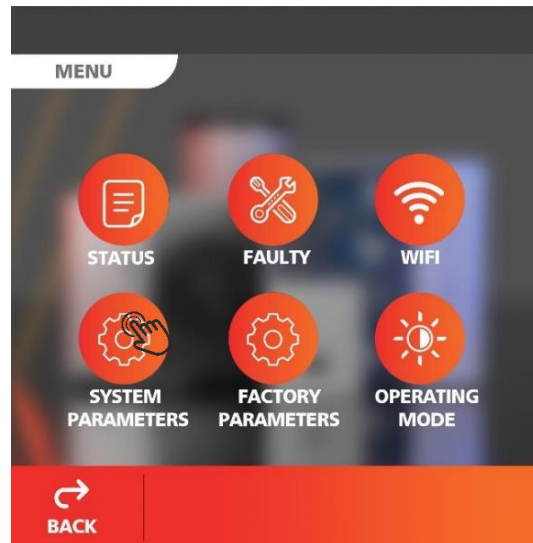 MENU
STATUS
FAULTY
WIFI
SYSTEM
PARAMETERS
FACTORY
PARAMETERS
OPERATING
MODE
BACK